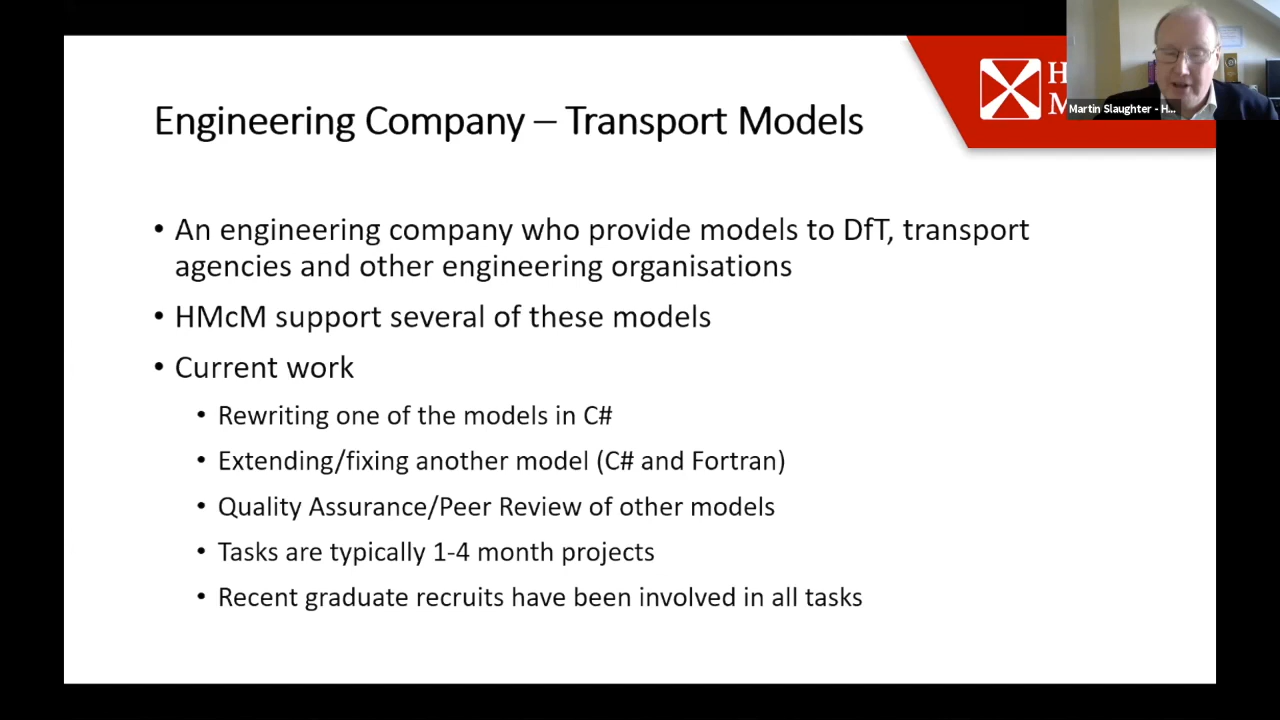 Engineering Company – Transport Models
H
M
Martin Slaughter - H...
• An engineering company who provide models to DfT, transport
agencies and other engineering organisations
• HMcM support several of these models
• Current work
• Rewriting one of the models in C#
• Extending/fixing another model (C# and Fortran)
• Quality Assurance/Peer Review of other models
• Tasks are typically 1-4 month projects
• Recent graduate recruits have been involved in all tasks